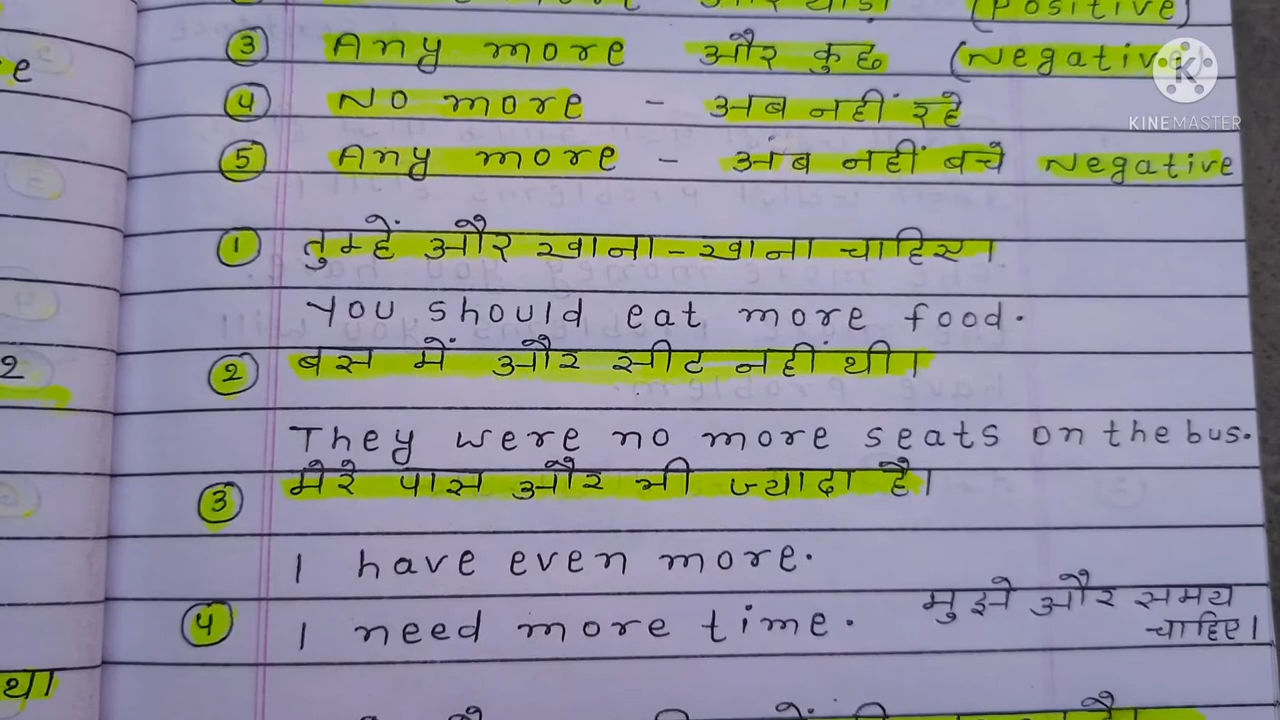 (Positive)
③ Any more और कुछ (Negative)
KINEMASTER
④ No more - अब नहीं रहे
⑤ Any more - अब नहीं बचे Negative
① तुम्हें और खाना-खाना चाहिए।
You should eat more food.
② बस में और सीट नहीं थी।
They were no more seats on the bus.
③ मेरे पास और भी ज्यादा है।
I have even more.
④ I need more time. मुझे और समय
चाहिए।
था